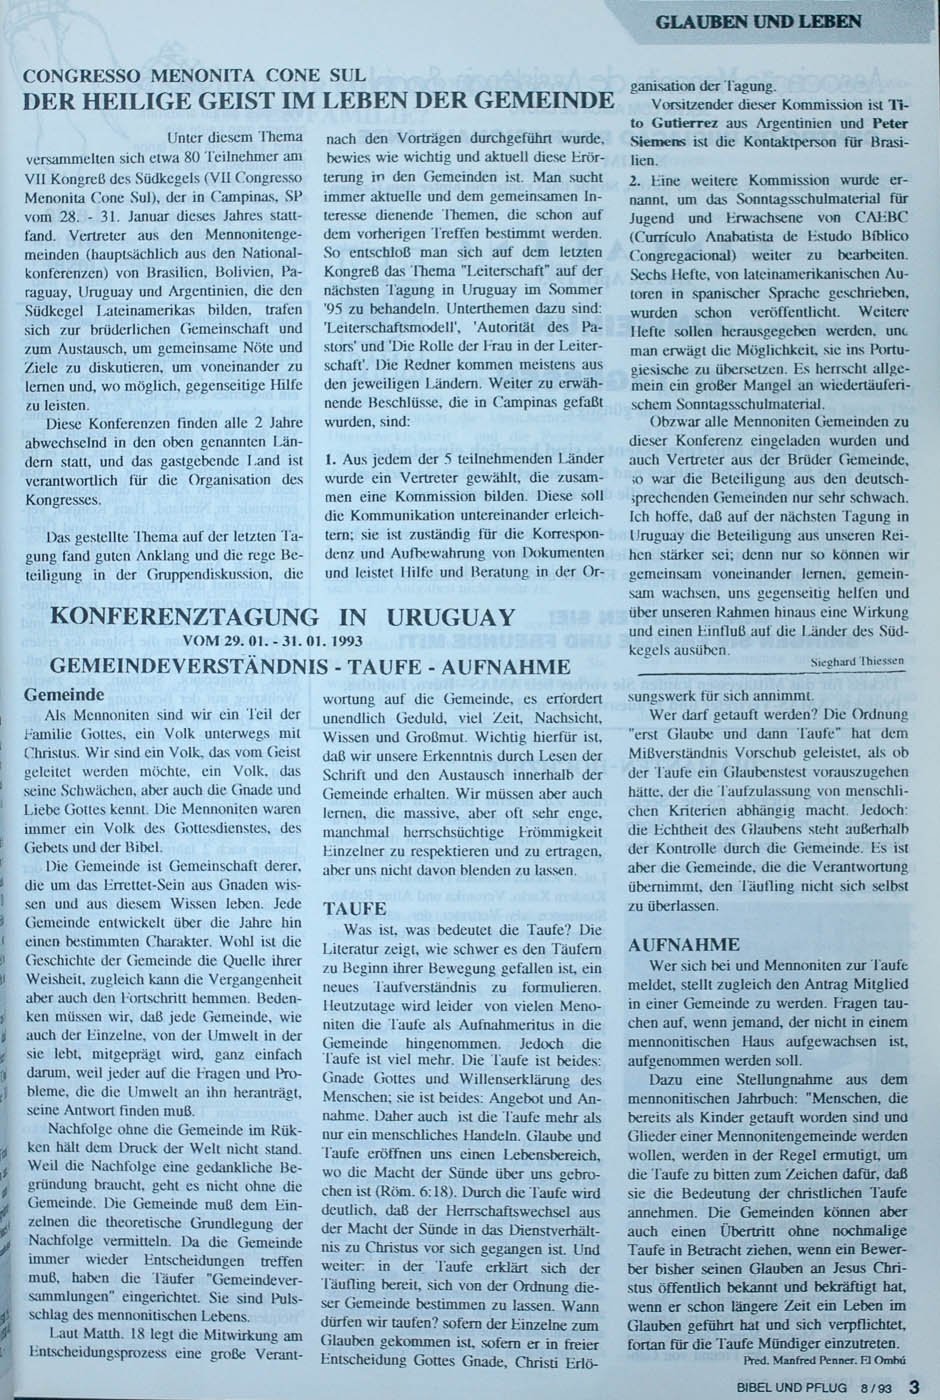 GLAUBEN UND LEBEN
CONGRESSO MENONITA CONE SUL
DER HEILIGE GEIST IM LEBEN DER GEMEINDE
Unter diesem Thema
versammelten sich etwa 80 Teilnehmer am
VII Kongreß des Südkegels (VII Congresso
Menonita Cone Sul), der in Campinas, SP
vom 28. - 31. Januar dieses Jahres statt-
fand. Vertreter aus den Mennonitenge-
meinden (hauptsächlich aus den National-
konferenzen) von Brasilien, Bolivien, Pa-
raguay, Uruguay und Argentinien, die den
Südkegel Lateinamerikas bilden, trafen
sich zur brüderlichen Gemeinschaft und
zum Austausch, um gemeinsame Nöte und
Ziele zu diskutieren, um voneinander zu
lernen und, wo möglich, gegenseitige Hilfe
zu leisten.
Diese Konferenzen finden alle 2 Jahre
abwechselnd in den oben genannten Län-
dern statt, und das gastgebende Land ist
verantwortlich für die Organisation des
Kongresses.
Das gestellte Thema auf der letzten Ta-
gung fand guten Anklang und die rege Be-
teiligung in der Gruppendiskussion, die
nach den Vorträgen durchgeführt wurde,
bewies wie wichtig und aktuell diese Erör-
terung in den Gemeinden ist. Man sucht
immer aktuelle und dem gemeinsamen In-
teresse dienende Themen, die schon auf
dem vorherigen Treffen bestimmt werden.
So entschloß man sich auf dem letzten
Kongreß das Thema "Leiterschaft" auf der
nächsten Tagung in Uruguay im Sommer
'95 zu behandeln. Unterthemen dazu sind:
'Leiterschaftsmodell', 'Autorität des Pa-
stors' und 'Die Rolle der Frau in der Leiter-
schaft'. Die Redner kommen meistens aus
den jeweiligen Ländern. Weiter zu erwäh-
nende Beschlüsse, die in Campinas gefaßt
wurden, sind:
1. Aus jedem der 5 teilnehmenden Länder
wurde ein Vertreter gewählt, die zusam-
men eine Kommission bilden. Diese soll
die Kommunikation untereinander erleich-
tern; sie ist zuständig für die Korrespon-
denz und Aufbewahrung von Dokumenten
und leistet Hilfe und Beratung in der Or-
ganisation der Tagung.
Vorsitzender dieser Kommission ist Ti-
to Gutierrez aus Argentinien und Peter
Siemens ist die Kontaktperson für Brasi-
lien.
2. Eine weitere Kommission wurde er-
nannt, um das Sonntagsschulmaterial für
Jugend und Erwachsene von CAEBC
(Currículo Anabatista de Estudo Bíblico
Congregacional) weiter zu bearbeiten.
Sechs Hefte, von lateinamerikanischen Au-
toren in spanischer Sprache geschrieben,
wurden schon veröffentlicht. Weitere
Hefte sollen herausgegeben werden, und
man erwägt die Möglichkeit, sie ins Portu-
giesische zu übersetzen. Es herrscht allge-
mein ein großer Mangel an wiedertäuferi-
schem Sonntagsschulmaterial.
Obzwar alle Mennoniten Gemeinden zu
dieser Konferenz eingeladen wurden und
auch Vertreter aus der Brüder Gemeinde,
so war die Beteiligung aus den deutsch-
sprechenden Gemeinden nur sehr schwach.
Ich hoffe, daß auf der nächsten Tagung in
Uruguay die Beteiligung aus unseren Rei-
hen stärker sei; denn nur so können wir
gemeinsam voneinander lernen, gemein-
sam wachsen, uns gegenseitig helfen und
über unseren Rahmen hinaus eine Wirkung
und einen Einfluß auf die Länder des Süd-
kegels ausüben.
Sieghard Thiessen
KONFERENZTAGUNG IN URUGUAY
VOM 29. 01. - 31. 01. 1993
GEMEINDEVERSTÄNDNIS - TAUFE - AUFNAHME
Gemeinde
Als Mennoniten sind wir ein Teil der
Familie Gottes, ein Volk unterwegs mit
Christus. Wir sind ein Volk, das vom Geist
geleitet werden möchte, ein Volk, das
seine Schwächen, aber auch die Gnade und
Liebe Gottes kennt. Die Mennoniten waren
immer ein Volk des Gottesdienstes, des
Gebets und der Bibel.
Die Gemeinde ist Gemeinschaft derer,
die um das Errettet-Sein aus Gnaden wis-
sen und aus diesem Wissen leben. Jede
Gemeinde entwickelt über die Jahre hin
einen bestimmten Charakter. Wohl ist die
Geschichte der Gemeinde die Quelle ihrer
Weisheit, zugleich kann die Vergangenheit
aber auch den Fortschritt hemmen. Beden-
ken müssen wir, daß jede Gemeinde, wie
auch der Einzelne, von der Umwelt in der
sie lebt, mitgeprägt wird, ganz einfach
darum, weil jeder auf die Fragen und Pro-
bleme, die die Umwelt an ihn heranträgt,
seine Antwort finden muß.
Nachfolge ohne die Gemeinde im Rük-
ken hält dem Druck der Welt nicht stand.
Weil die Nachfolge eine gedankliche Be-
gründung braucht, geht es nicht ohne die
Gemeinde. Die Gemeinde muß dem Ein-
zelnen die theoretische Grundlegung der
Nachfolge vermitteln. Da die Gemeinde
immer wieder Entscheidungen treffen
muß, haben die Täufer "Gemeindever-
sammlungen" eingerichtet. Sie sind Puls-
schlag des mennonitischen Lebens.
Laut Matth. 18 legt die Mitwirkung am
Entscheidungsprozess eine große Verant-
wortung auf die Gemeinde, es erfordert
unendlich Geduld, viel Zeit, Nachsicht,
Wissen und Großmut. Wichtig hierfür ist,
daß wir unsere Erkenntnis durch Lesen der
Schrift und den Austausch innerhalb der
Gemeinde erhalten. Wir müssen aber auch
lernen, die massive, aber oft sehr enge,
manchmal herrschsüchtige Frömmigkeit
Einzelner zu respektieren und zu ertragen,
aber uns nicht davon blenden zu lassen.
TAUFE
Was ist, was bedeutet die Taufe? Die
Literatur zeigt, wie schwer es den Täufern
zu Beginn ihrer Bewegung gefallen ist, ein
neues Taufverständnis zu formulieren.
Heutzutage wird leider von vielen Meno-
niten die Taufe als Aufnahmeritus in die
Gemeinde hingenommen. Jedoch die
Taufe ist viel mehr. Die Taufe ist beides:
Gnade Gottes und Willenserklärung des
Menschen; sie ist beides: Angebot und An-
nahme. Daher auch ist die Taufe mehr als
nur ein menschliches Handeln. Glaube und
Taufe eröffnen uns einen Lebensbereich,
wo die Macht der Sünde über uns gebro-
chen ist (Röm. 6:18). Durch die Taufe wird
deutlich, daß der Herrschaftswechsel aus
der Macht der Sünde in das Dienstverhält-
nis zu Christus vor sich gegangen ist. Und
weiter: in der Taufe erklärt sich der
Täufling bereit, sich von der Ordnung die-
ser Gemeinde bestimmen zu lassen. Wann
dürfen wir taufen? sofern der Einzelne zum
Glauben gekommen ist, sofern er in freier
Entscheidung Gottes Gnade, Christi Erlö-
sungswerk für sich annimmt.
Wer darf getauft werden? Die Ordnung
"erst Glaube und dann Taufe" hat dem
Mißverständnis Vorschub geleistet, als ob
der Taufe ein Glaubenstest vorauszugehen
hätte, der die Taufzulassung von menschli-
chen Kriterien abhängig macht. Jedoch:
die Echtheit des Glaubens steht außerhalb
der Kontrolle durch die Gemeinde. Es ist
aber die Gemeinde, die die Verantwortung
übernimmt, den Täufling nicht sich selbst
zu überlassen.
AUFNAHME
Wer sich bei und Mennoniten zur Taufe
meldet, stellt zugleich den Antrag Mitglied
in einer Gemeinde zu werden. Fragen tau-
chen auf, wenn jemand, der nicht in einem
mennonitischen Haus aufgewachsen ist,
aufgenommen werden soll.
Dazu eine Stellungnahme aus dem
mennonitischen Jahrbuch: "Menschen, die
bereits als Kinder getauft worden sind und
Glieder einer Mennonitengemeinde werden
wollen, werden in der Regel ermutigt, um
die Taufe zu bitten zum Zeichen dafür, daß
sie die Bedeutung der christlichen Taufe
annehmen. Die Gemeinden können aber
auch einen Übertritt ohne nochmalige
Taufe in Betracht ziehen, wenn ein Bewer-
ber bisher seinen Glauben an Jesus Chri-
stus öffentlich bekannt und bekräftigt hat,
wenn er schon längere Zeit ein Leben im
Glauben geführt hat und sich verpflichtet,
fortan für die Taufe Mündiger einzutreten.
Pred. Manfred Penner. El Ombú
BIBEL UND PFLUG 8 / 93 3